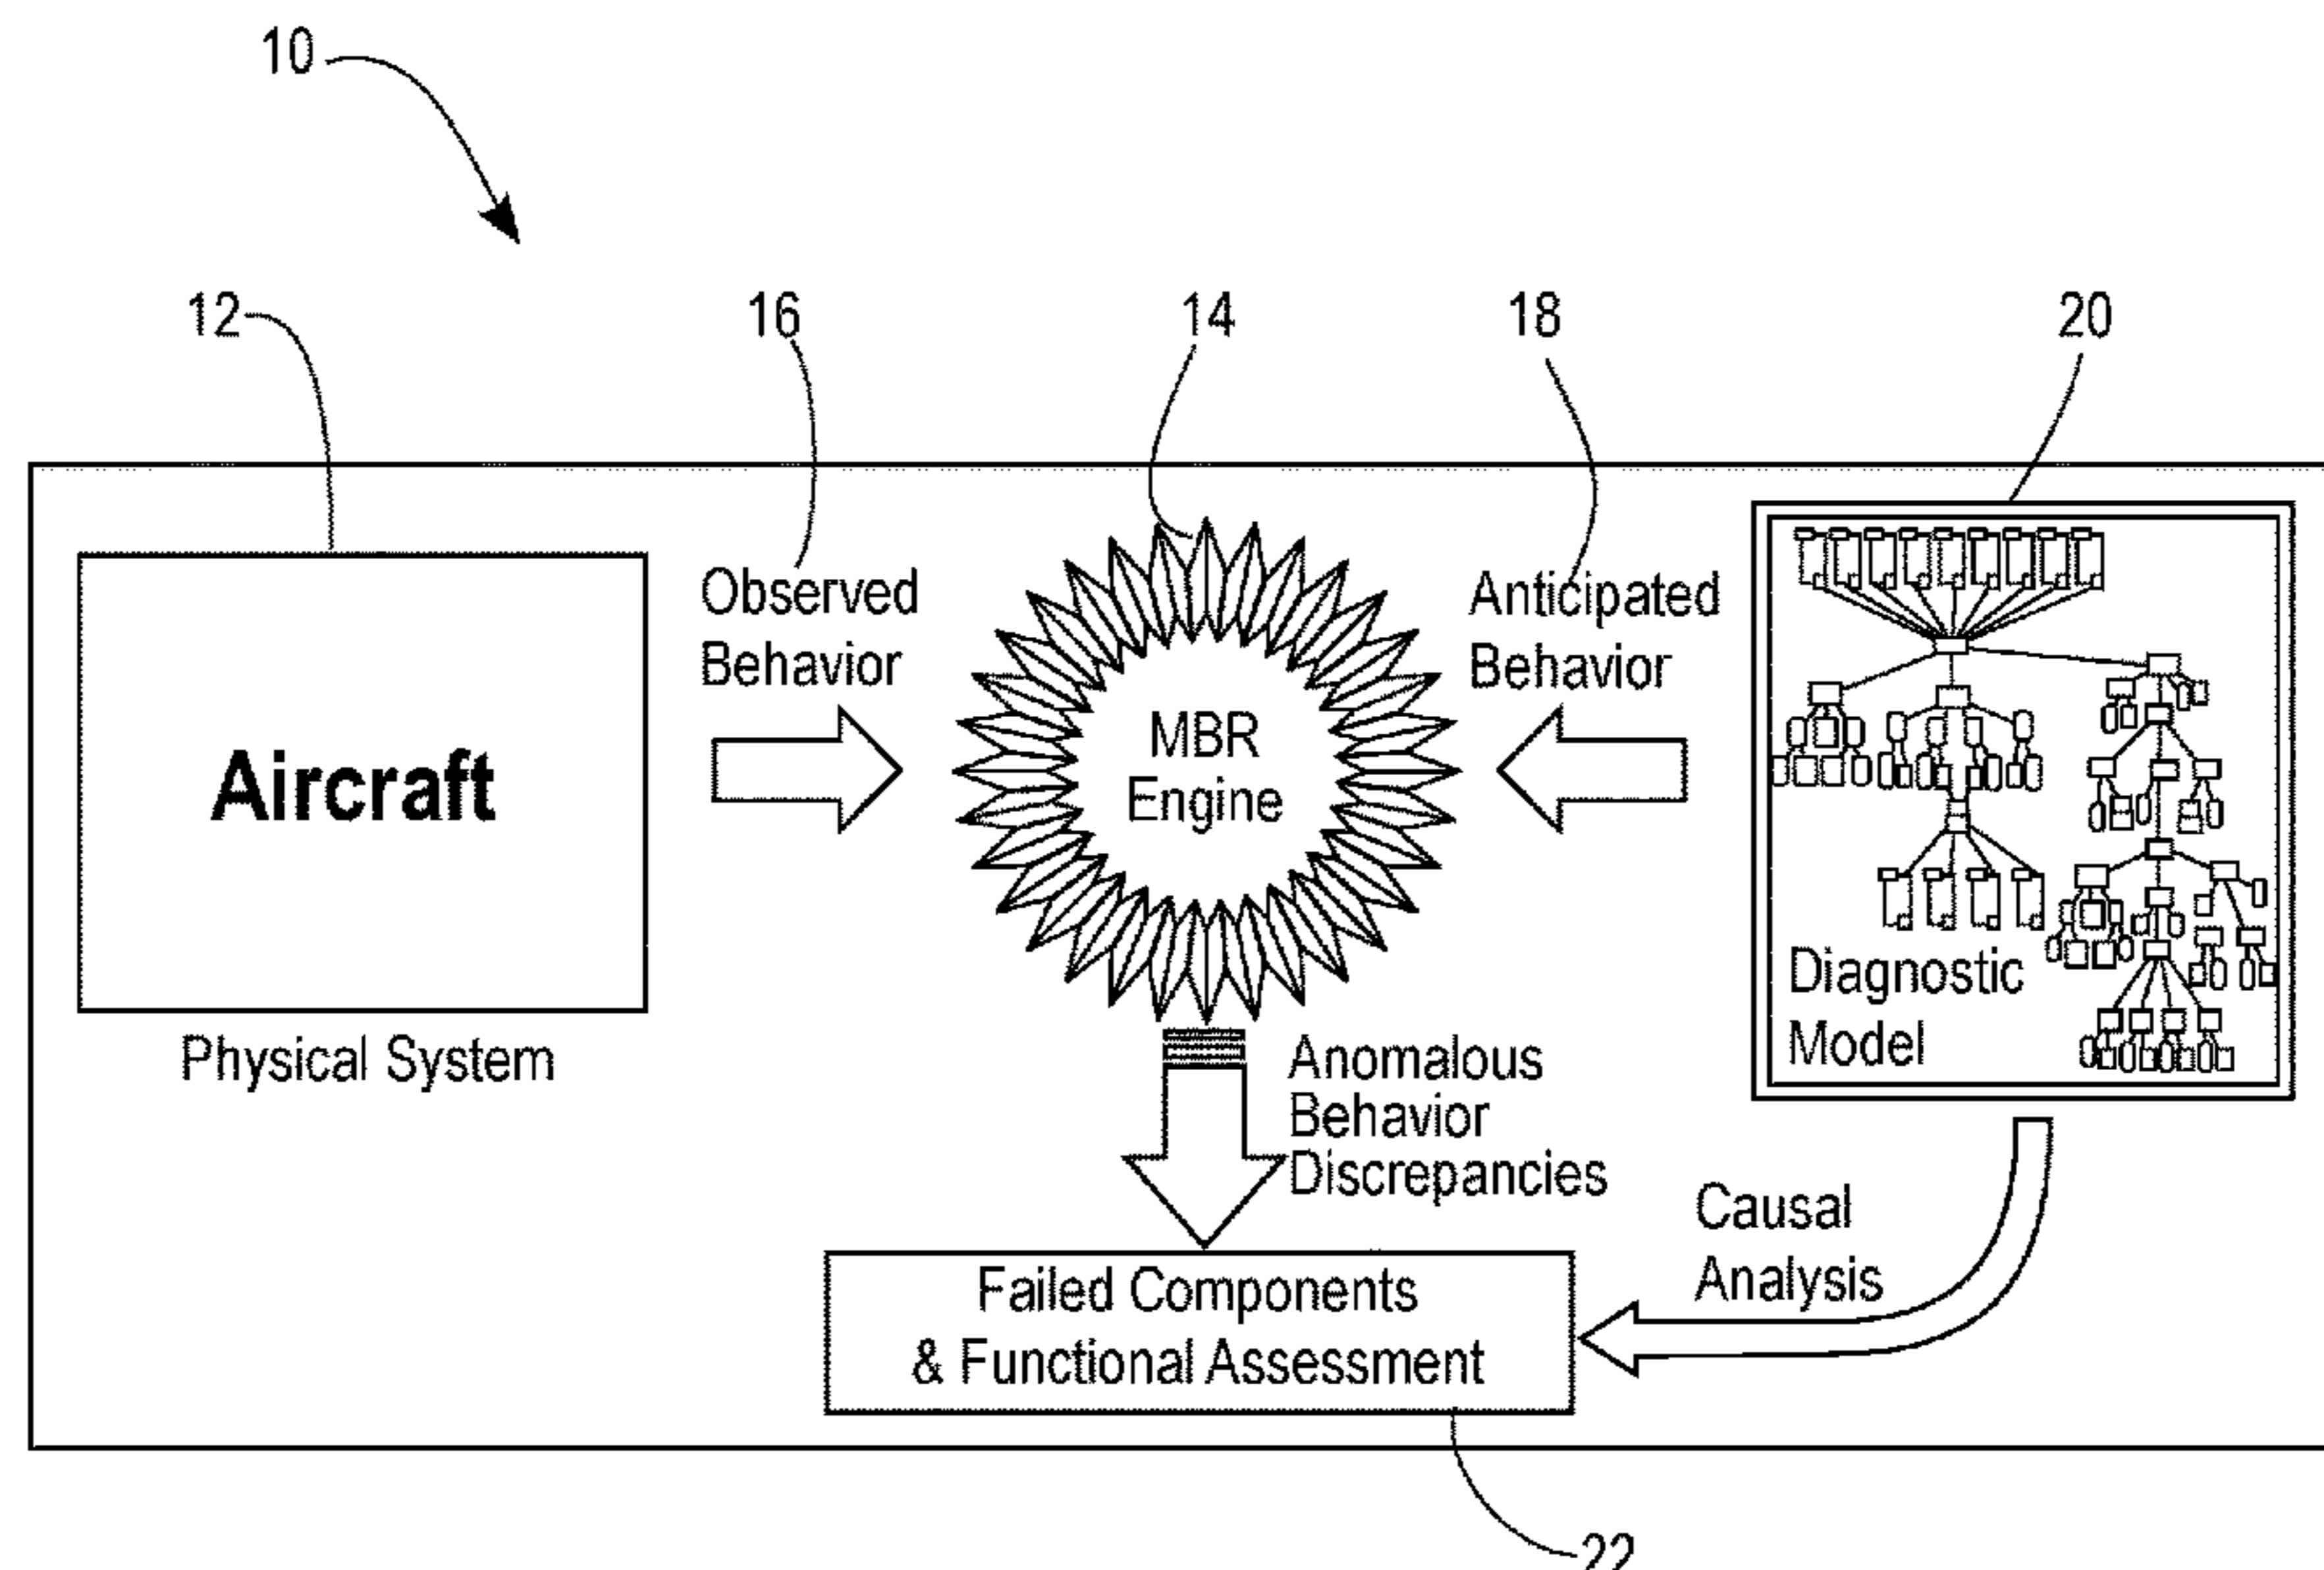 10
12
16
14
18
20
Observed
Behavior
Anticipated
Behavior
MBR
Engine
Aircraft
Diagnostic
Model
Physical System
Anomalous
Behavior
Discrepancies
Causal
Analysis
Failed Components
& Functional Assessment
22